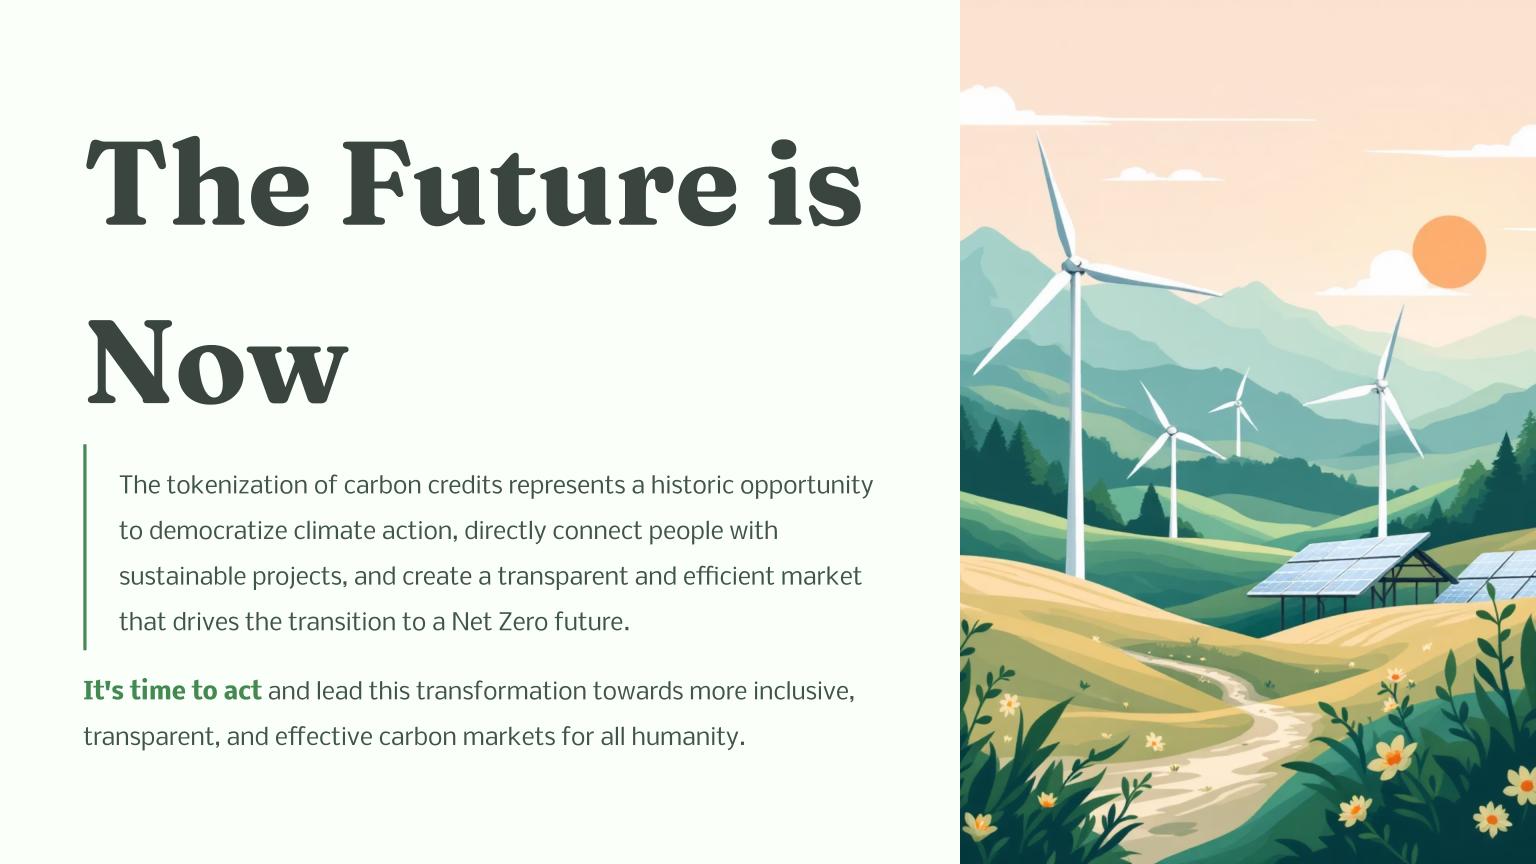 The Future is
Now
The tokenization of carbon credits represents a historic opportunity
to democratize climate action, directly connect people with
sustainable projects, and create a transparent and efficient market
that drives the transition to a Net Zero future.
It's time to act and lead this transformation towards more inclusive,
transparent, and effective carbon markets for all humanity.